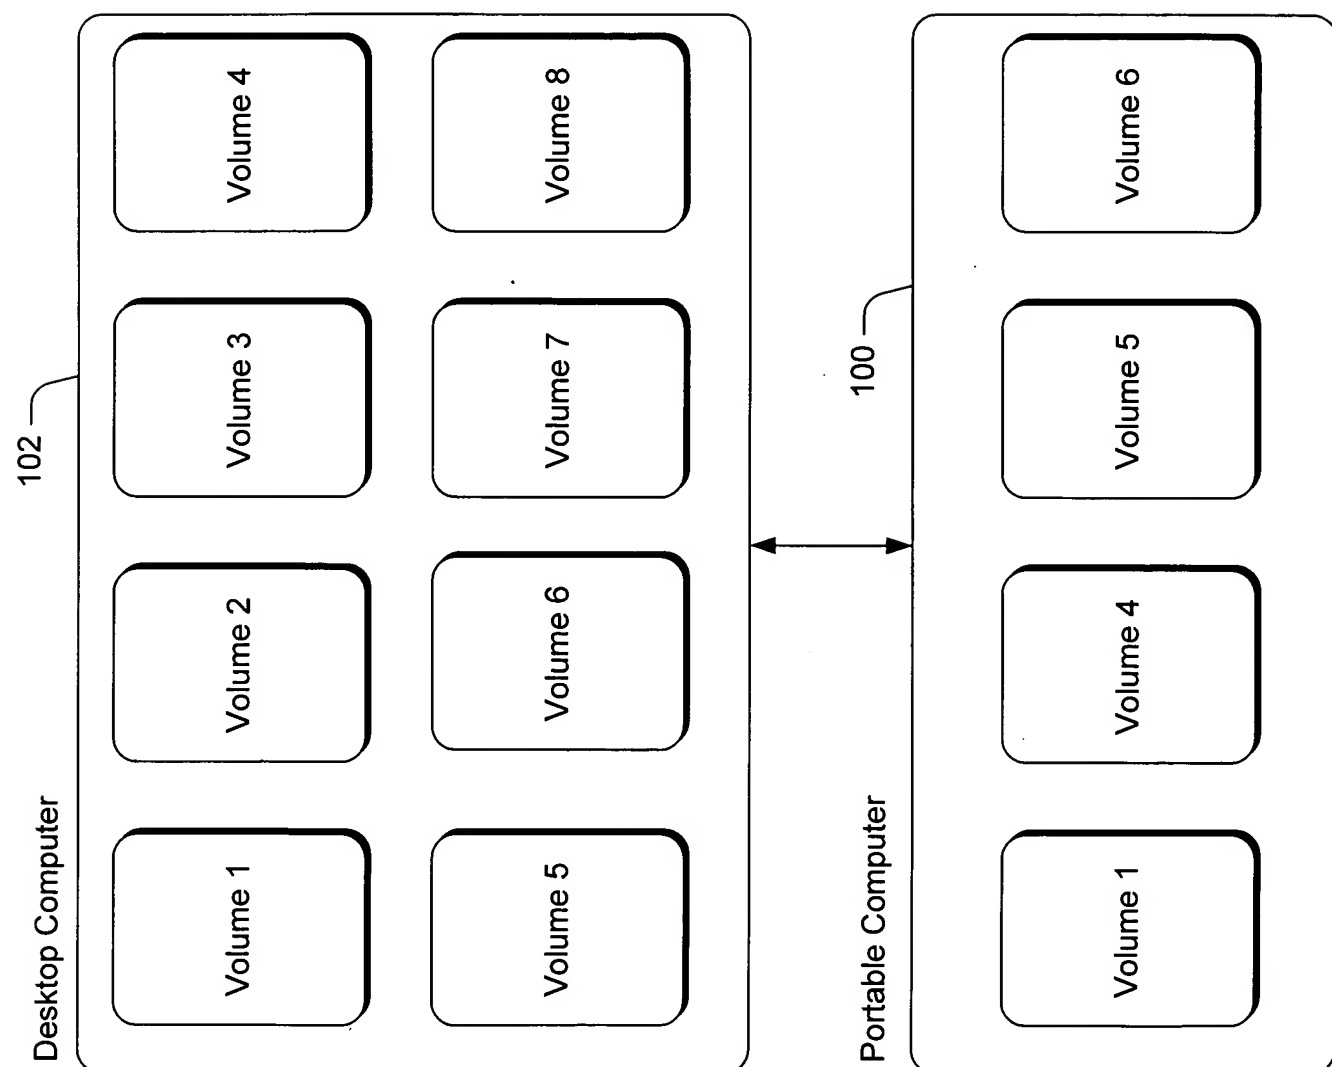 Desktop Computer
102
Volume 1
Volume 2
Volume 3
Volume 4
Volume 5
Volume 6
Volume 7
Volume 8
Portable Computer
100
Volume 1
Volume 4
Volume 5
Volume 6